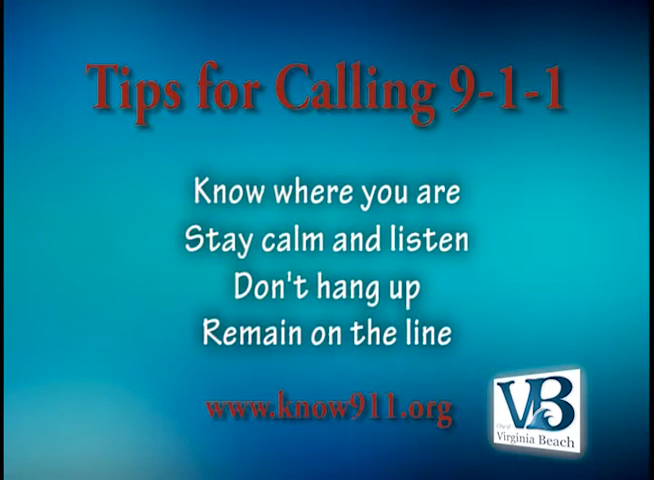 Tips for Calling 9-1-1
Know where you are
Stay calm and listen
Don't hang up
Remain on the line
www.know911.org
VB
City of
Virginia Beach